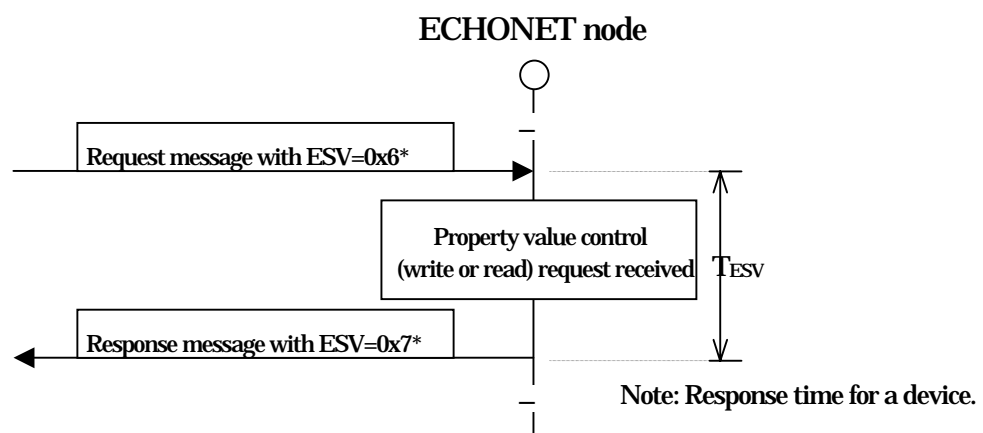 ECHONET node
Request message with ESV=0x6*
Property value control
(write or read) request received
TESV
Response message with ESV=0x7*
Note: Response time for a device.